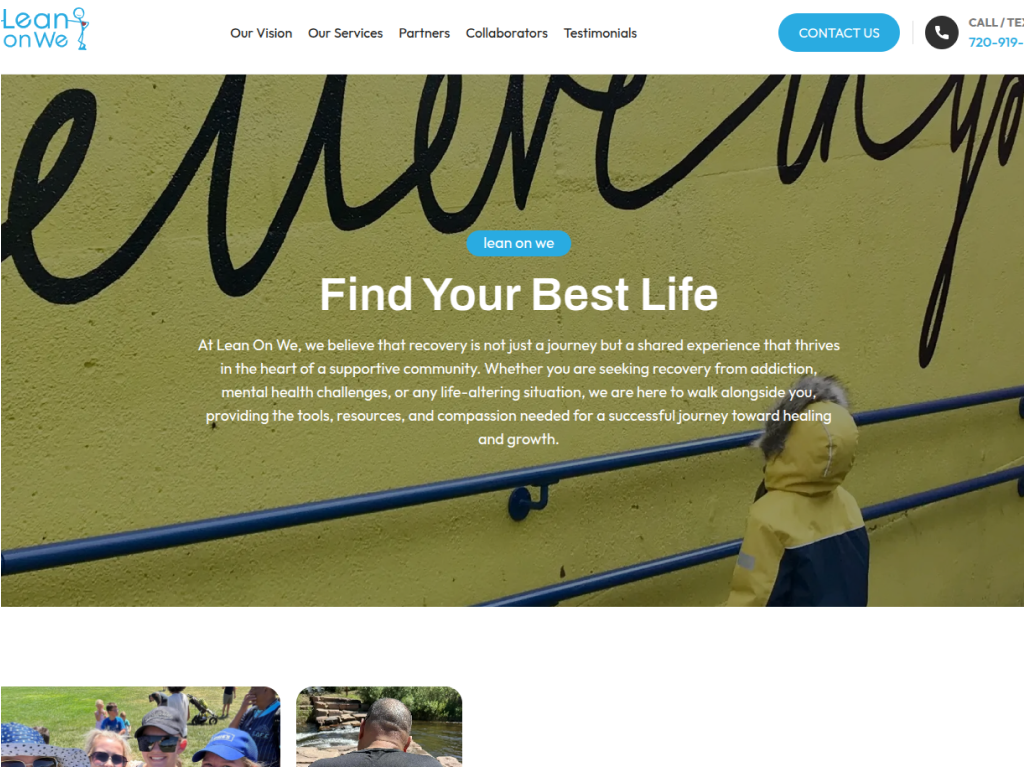 Lean
on We
Our Vision
Our Services
Partners
Collaborators
Testimonials
CONTACT US
CALL / TEX
720-919-
lean on we
Find Your Best Life
At Lean On We, we believe that recovery is not just a journey but a shared experience that thrives
in the heart of a supportive community. Whether you are seeking recovery from addiction,
mental health challenges, or any life-altering situation, we are here to walk alongside you,
providing the tools, resources, and compassion needed for a successful journey toward healing
and growth.